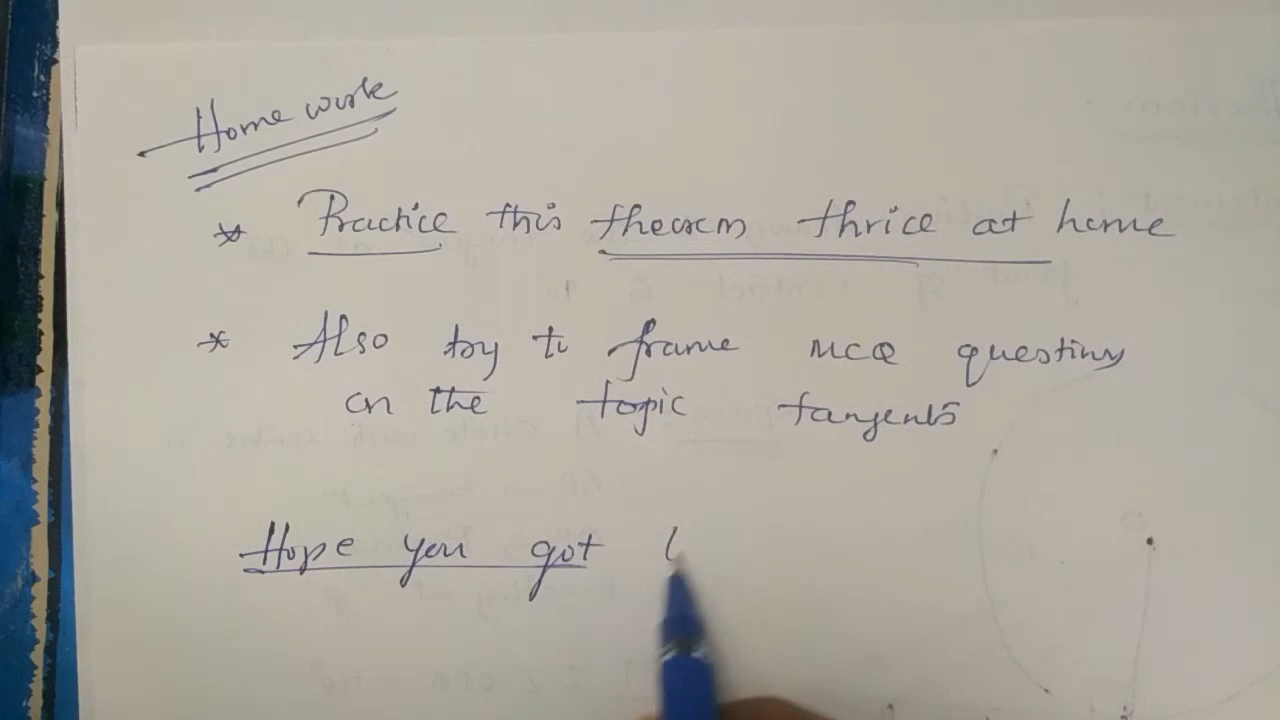 Home work
* Practice this theorem thrice at home
* Also try to frame MCQ questins
on the topic tangents
Hope you got